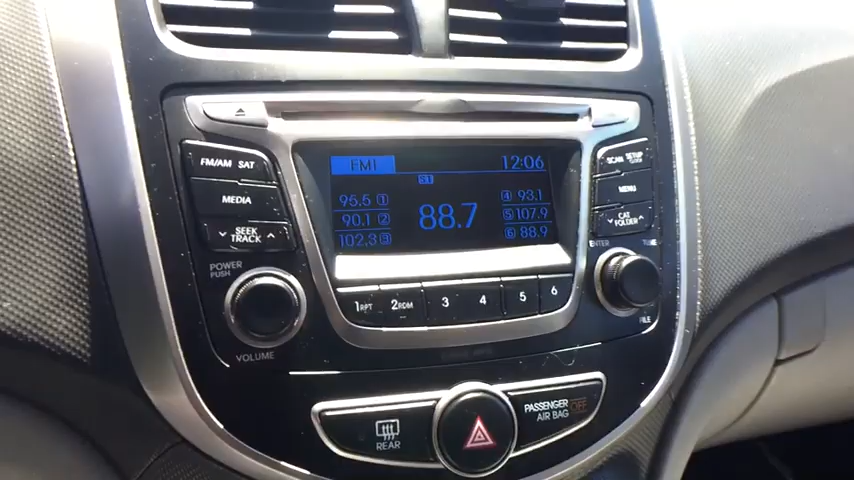 FM/AM SAT
MEDIA
SEEK
TRACK
POWER
PUSH
VOLUME
FM1
12:06
S1
95.5 1
90.1 2
102.3 3
88.7
4 93.1
5 107.9
6 88.9
1RPT
2RDM
3
4
5
6
SCAN SETUP
MENU
CAT
FOLDER
ENTER
TUNE
FILE
REAR
PASSENGER
AIR BAG
OFF